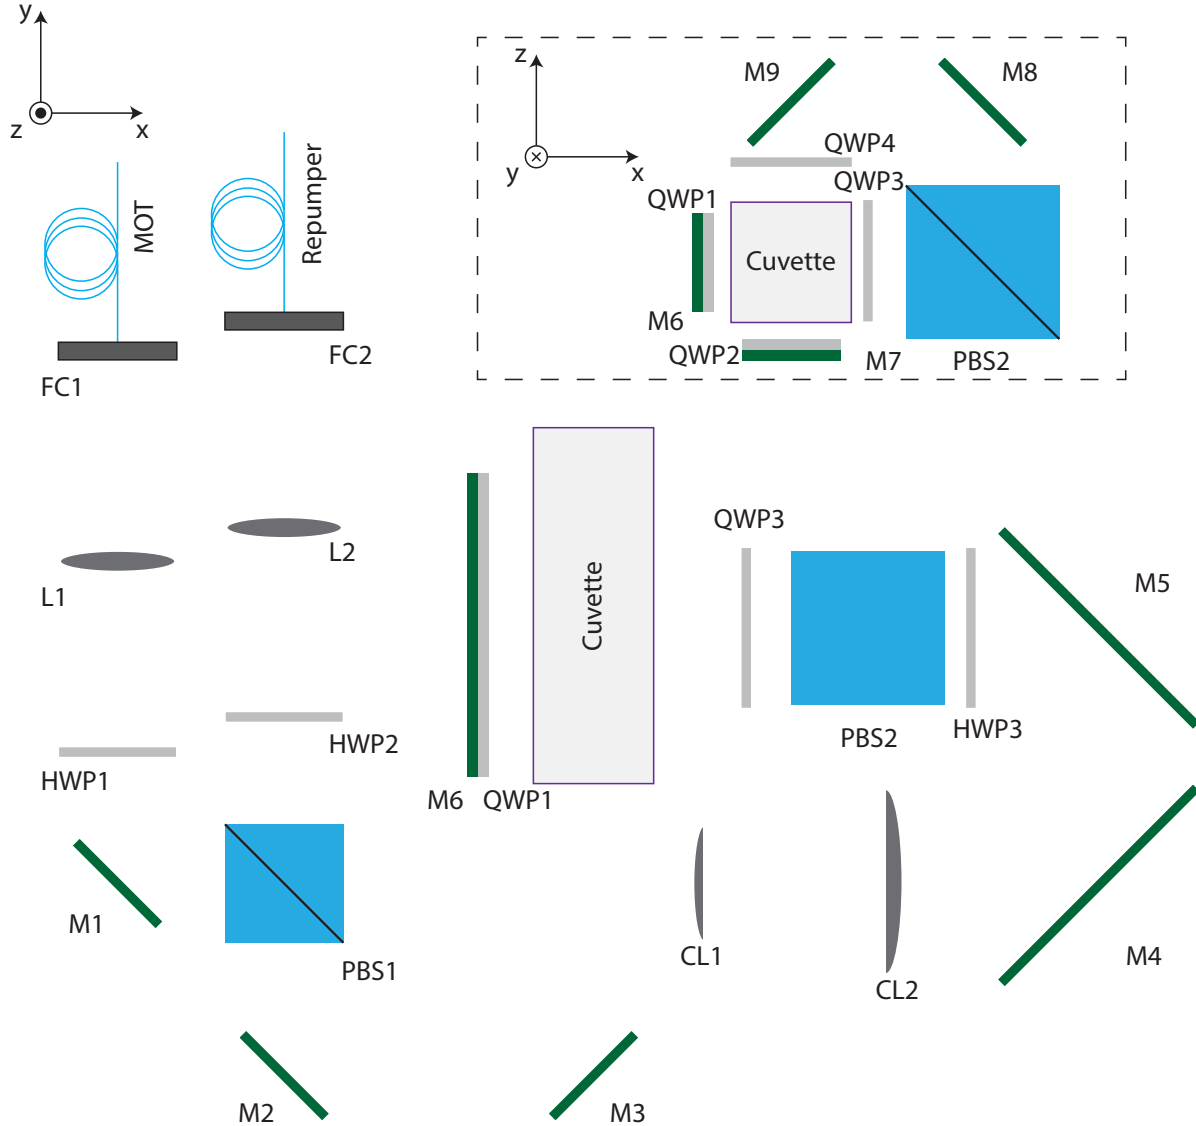 y
z
x
MOT
Repumper
FC1
FC2
z
y
x
M9
M8
QWP4
QWP1
QWP3
Cuvette
M6
QWP2
M7
PBS2
L1
L2
HWP1
HWP2
M6
QWP1
Cuvette
QWP3
PBS2
HWP3
M5
M1
PBS1
CL1
CL2
M4
M2
M3